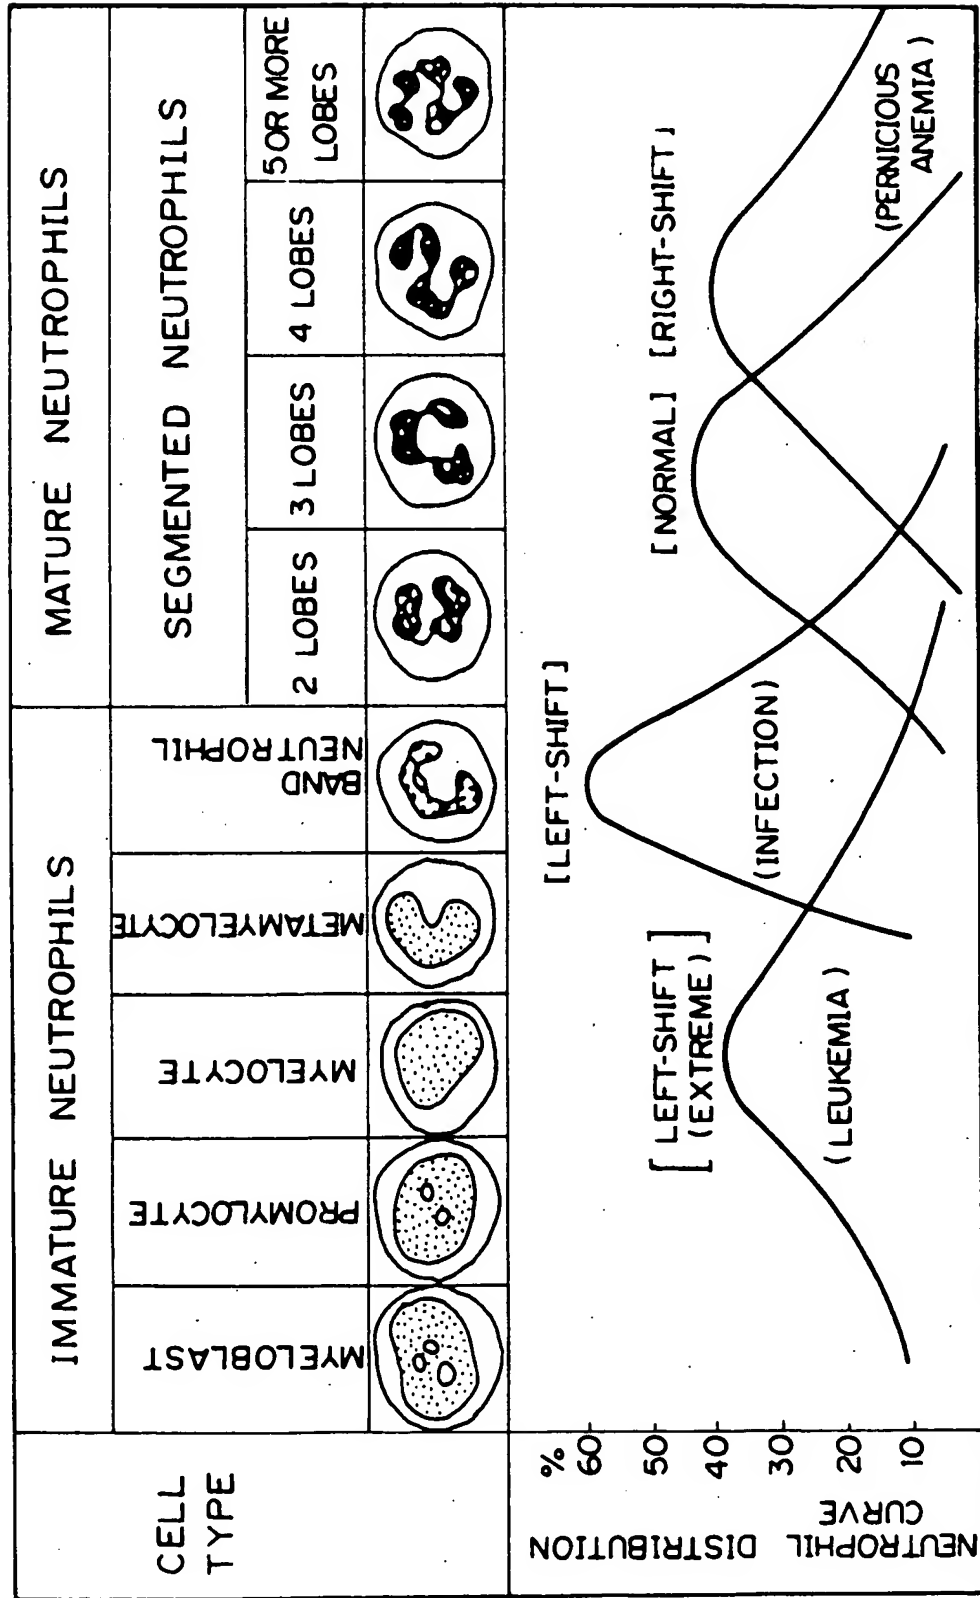 CELL
TYPE
IMMATURE NEUTROPHILS
MATURE NEUTROPHILS
MYELOBLAST
PROMYLOCYTE
MYELOCYTE
METAMYELOCYTE
BAND
NEUTROPHIL
SEGMENTED NEUTROPHILS
2 LOBES
3 LOBES
4 LOBES
5 OR MORE
LOBES
NEUTROPHIL DISTRIBUTION
CURVE
%
60
50
40
30
20
10
[LEFT-SHIFT]
[LEFT-SHIFT]
(EXTREME)
(LEUKEMIA)
(INFECTION)
[NORMAL] [RIGHT-SHIFT]
(PERNICIOUS
ANEMIA)